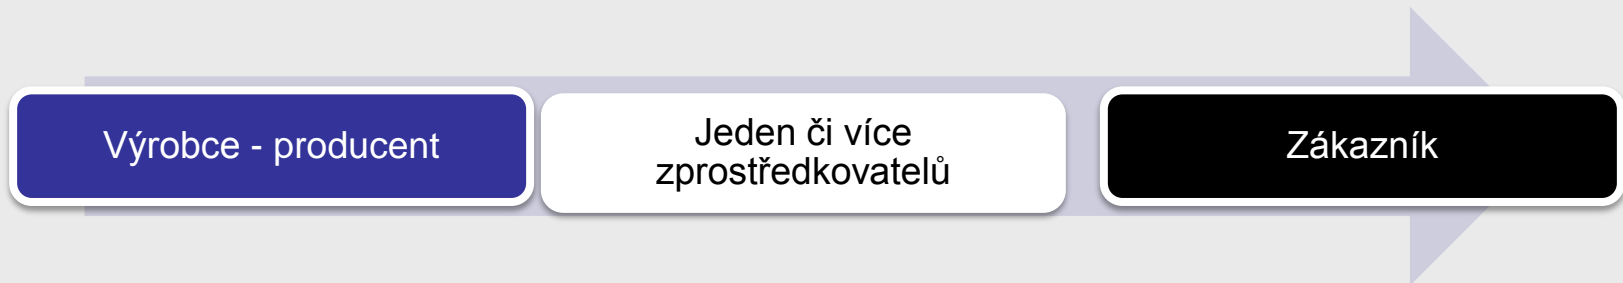 Výrobce - producent
Jeden či více
zprostředkovatelů
Zákazník